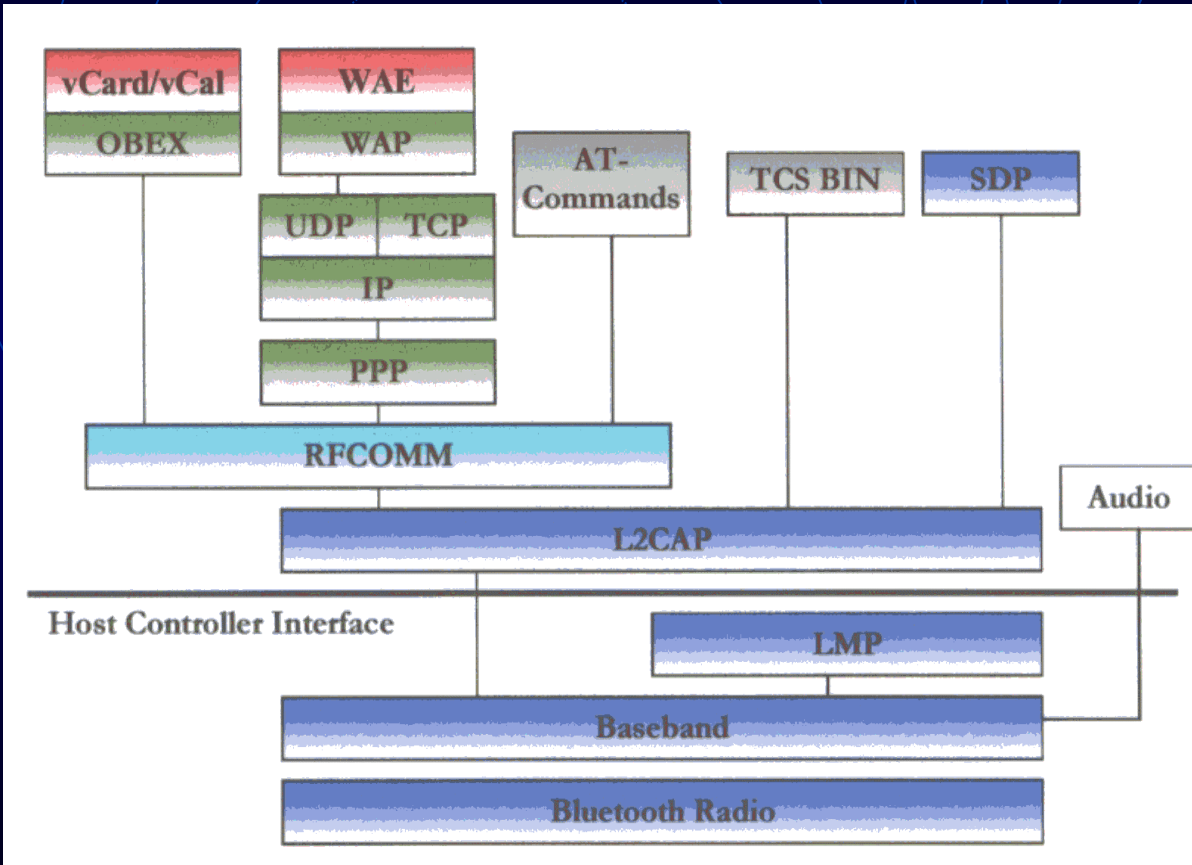 vCard/vCal
OBEX
WAE
WAP
UDP
TCP
IP
PPP
AT-
Commands
TCS BIN
SDP
RFCOMM
Audio
L2CAP
Host Controller Interface
LMP
Baseband
Bluetooth Radio